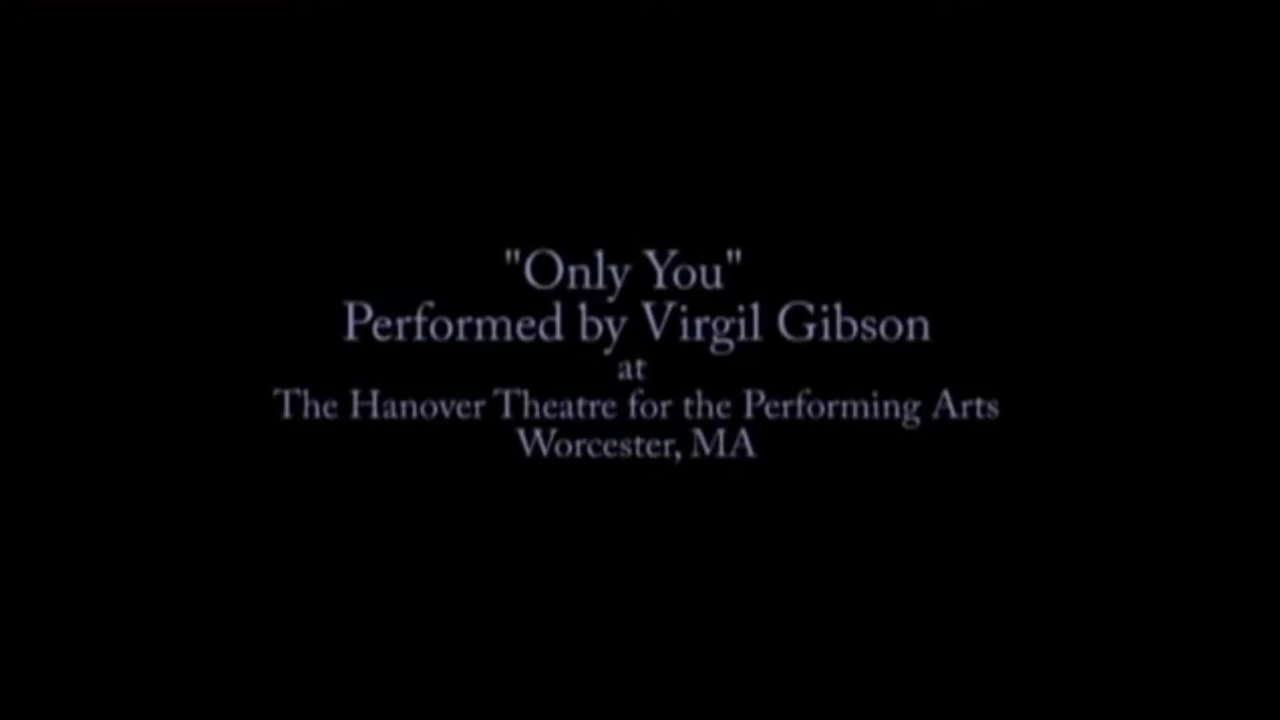 "Only You"
Performed by Virgil Gibson
at
The Hanover Theatre for the Performing Arts
Worcester, MA